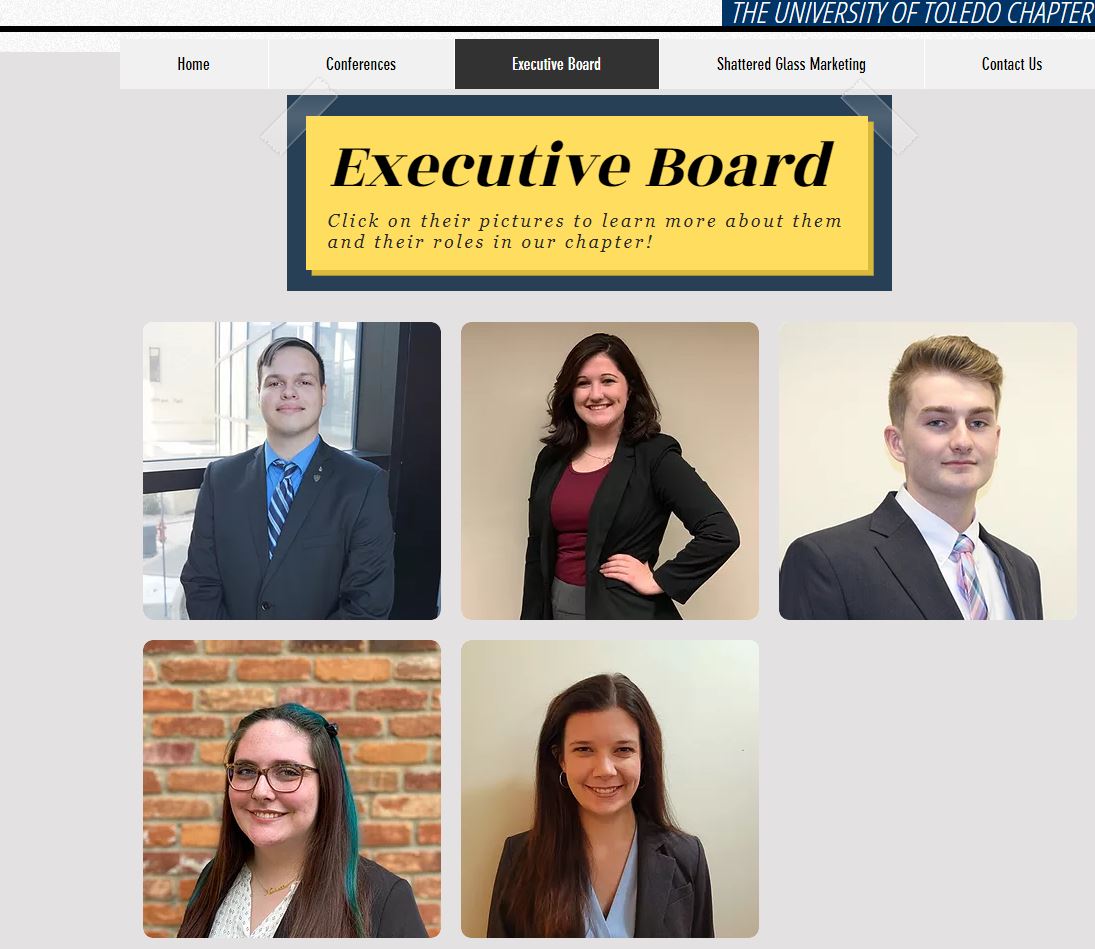 THE UNIVERSITY OF TOLEDO CHAPTER
Home
Conferences
Executive Board
Shattered Glass Marketing
Contact Us
Executive Board
Click on their pictures to learn more about them
and their roles in our chapter!